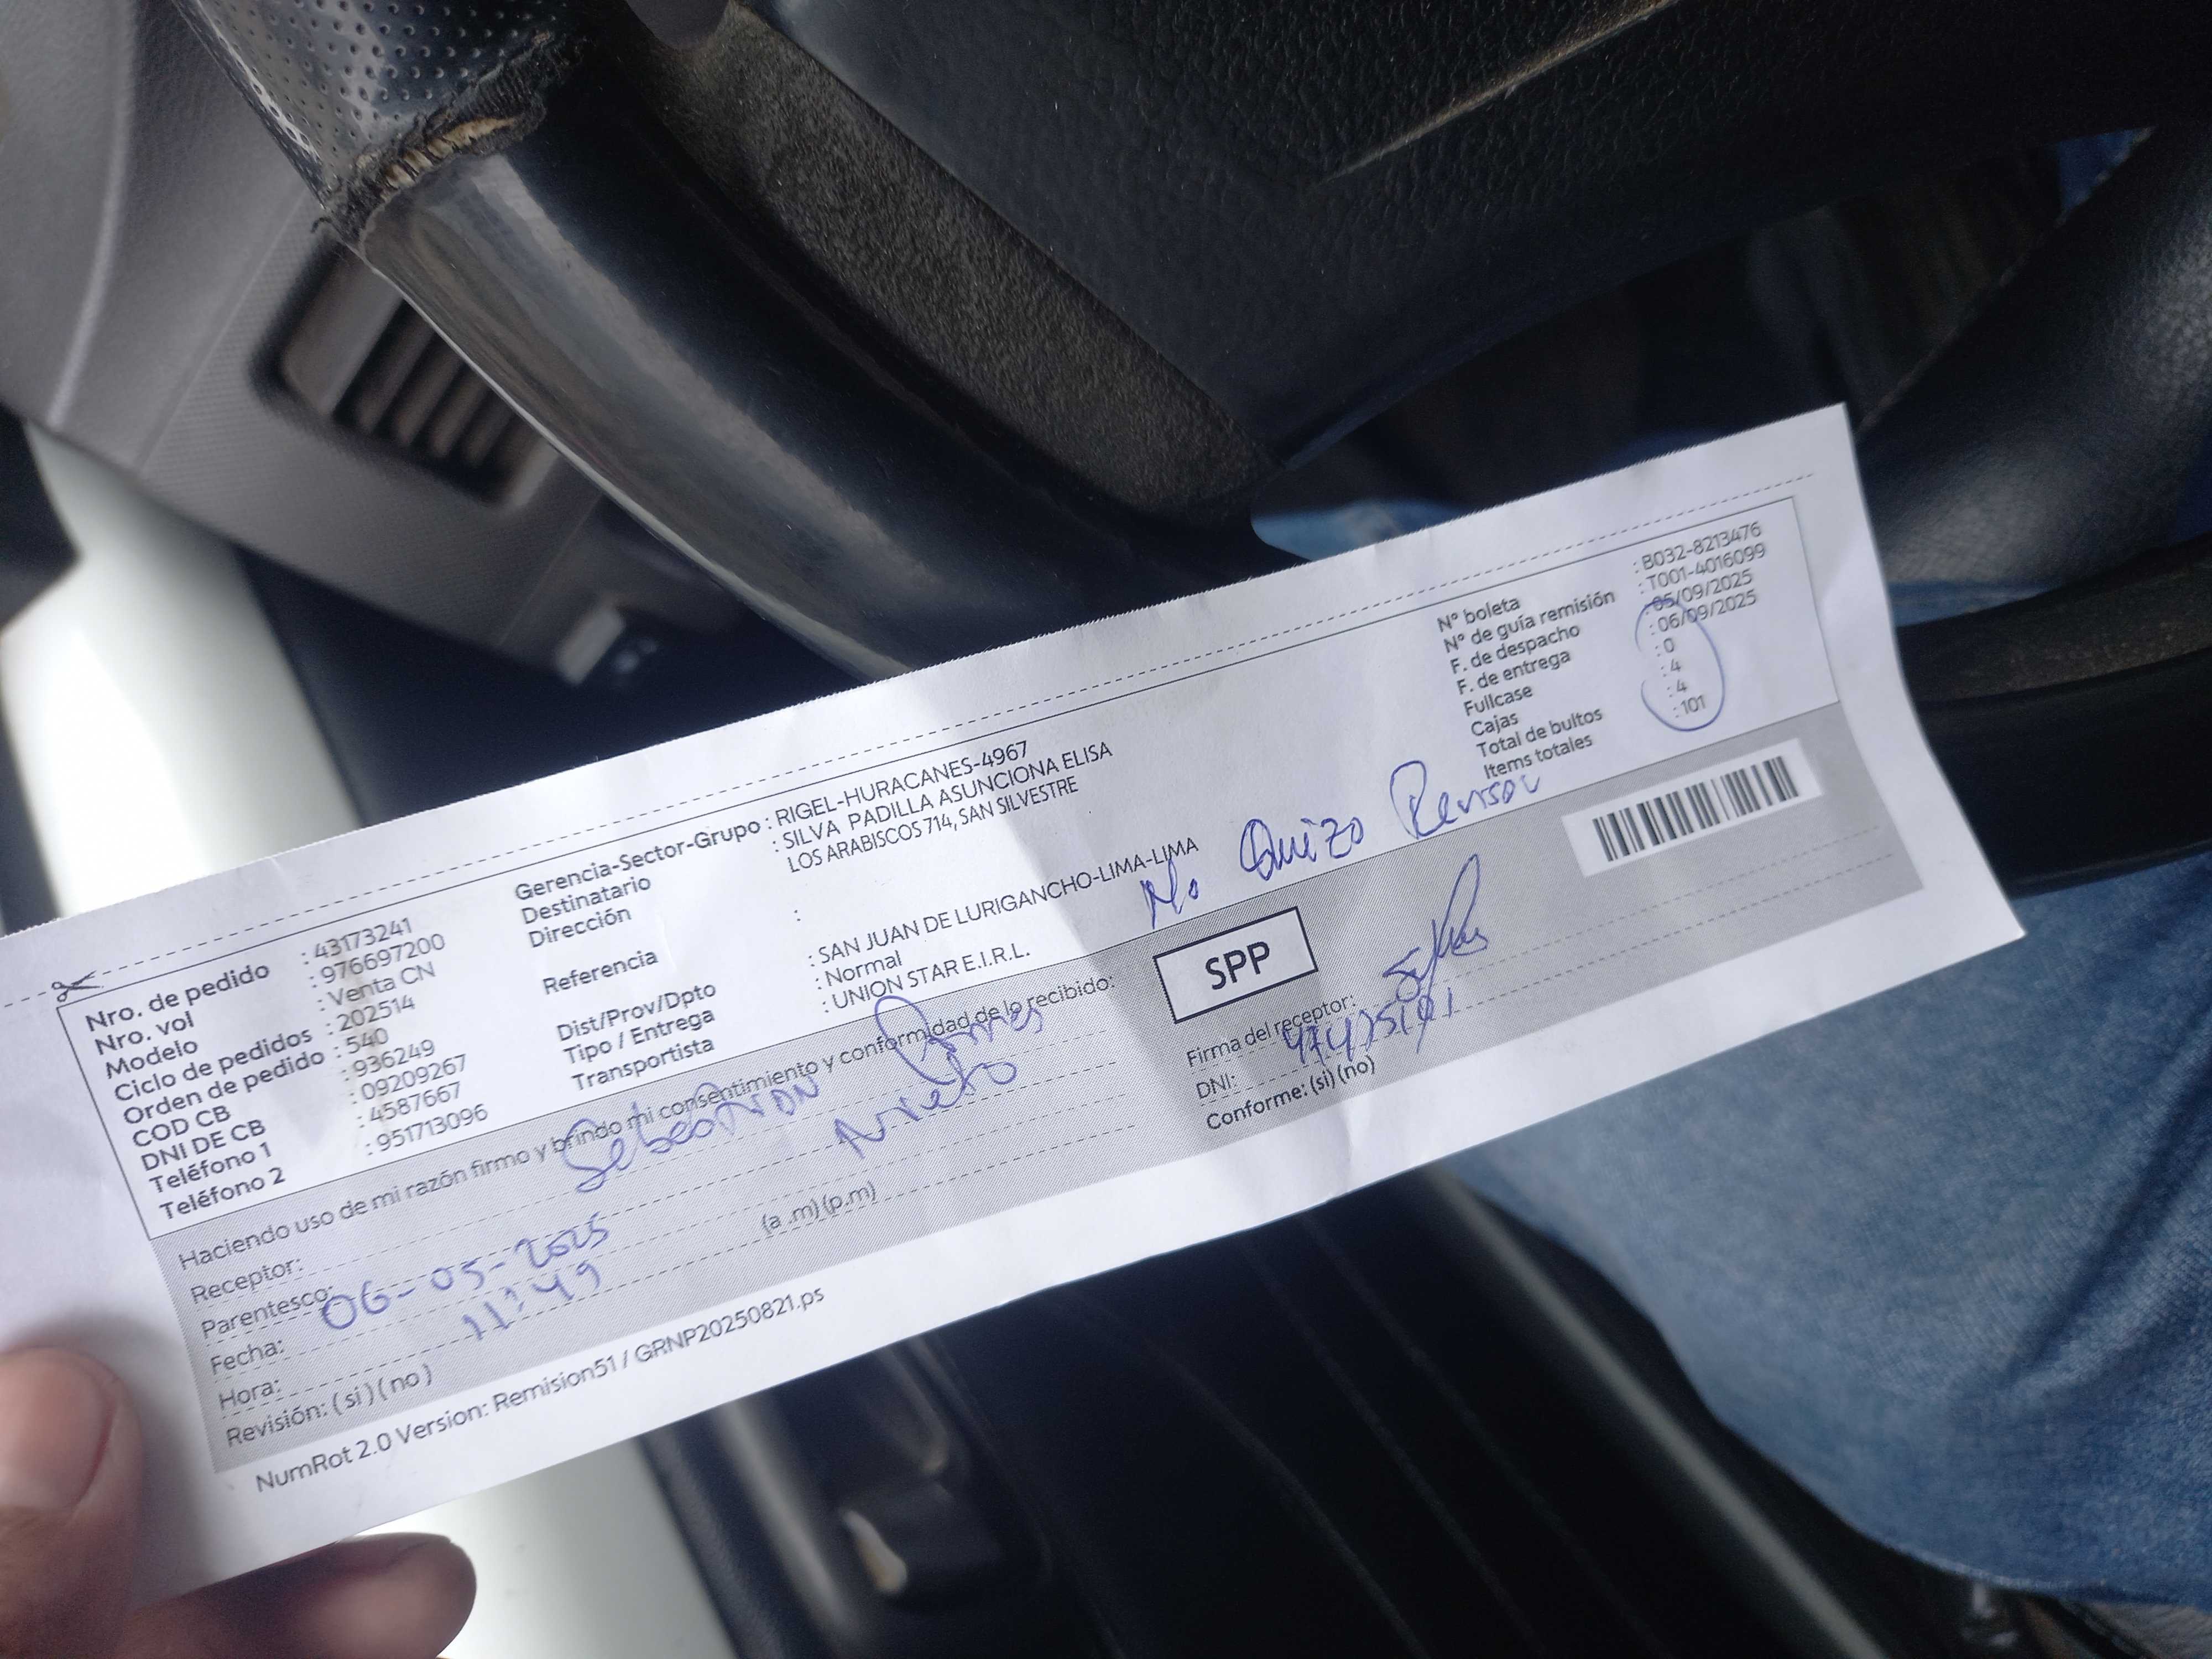 Nro. de pedido : 43173241
Nro. vol : 976697200
Modelo : Venta CN
Ciclo de pedidos : 202514
Orden de pedido : 540
COD CB : 936249
DNI DE CB : 09209267
Teléfono 1 : 4587667
Teléfono 2 : 951713096
Gerencia-Sector-Grupo : RIGEL-HURACANES-4967
Destinatario : SILVA PADILLA ASUNCIONA ELISA
Dirección LOS ARABISCOS 714, SAN SILVESTRE
Referencia :
Dist/Prov/Dpto : SAN JUAN DE LURIGANCHO-LIMA-LIMA
Tipo / Entrega : Normal
Transportista : UNION STAR E.I.R.L.
N° boleta : B032-8213476
N° de guía remisión : T001-4016099
F. de despacho : 05/09/2025
F. de entrega : 06/09/2025
Fullcase : 0
Cajas : 4
Total de bultos : 4
Items totales : 101
No Quizo Revisar
Haciendo uso de mi razón firmo y brindo mi consentimiento y conformidad de lo recibido:
SPP
Receptor: Sebastian
Parentesco: Nieto
Fecha: 06-05-2025
Hora: 11:49 (a .m) (p.m)
Revisión: ( si ) ( no )
Firma del receptor:
DNI:
Conforme: (si) (no)
NumRot 2.0 Version: Remision51 / GRNP20250821.ps